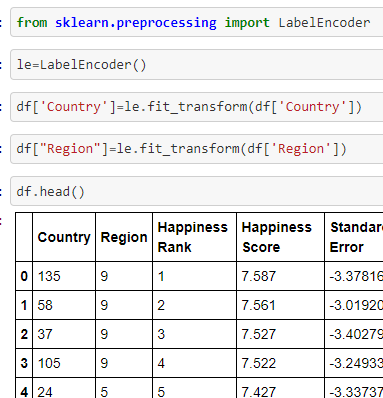 from sklearn.preprocessing import LabelEncoder
le=LabelEncoder()
df['Country']=le.fit_transform(df['Country'])
df["Region"]=le.fit_transform(df['Region'])
df.head()
Country Region Happiness Rank Happiness Score Error
0 135 9 1 7.587 -3.37816
1 58 9 2 7.561 -3.01920
2 37 9 3 7.527 -3.40279
3 105 9 4 7.522 -3.24933
4 24 5 5 7.427 -3.33737